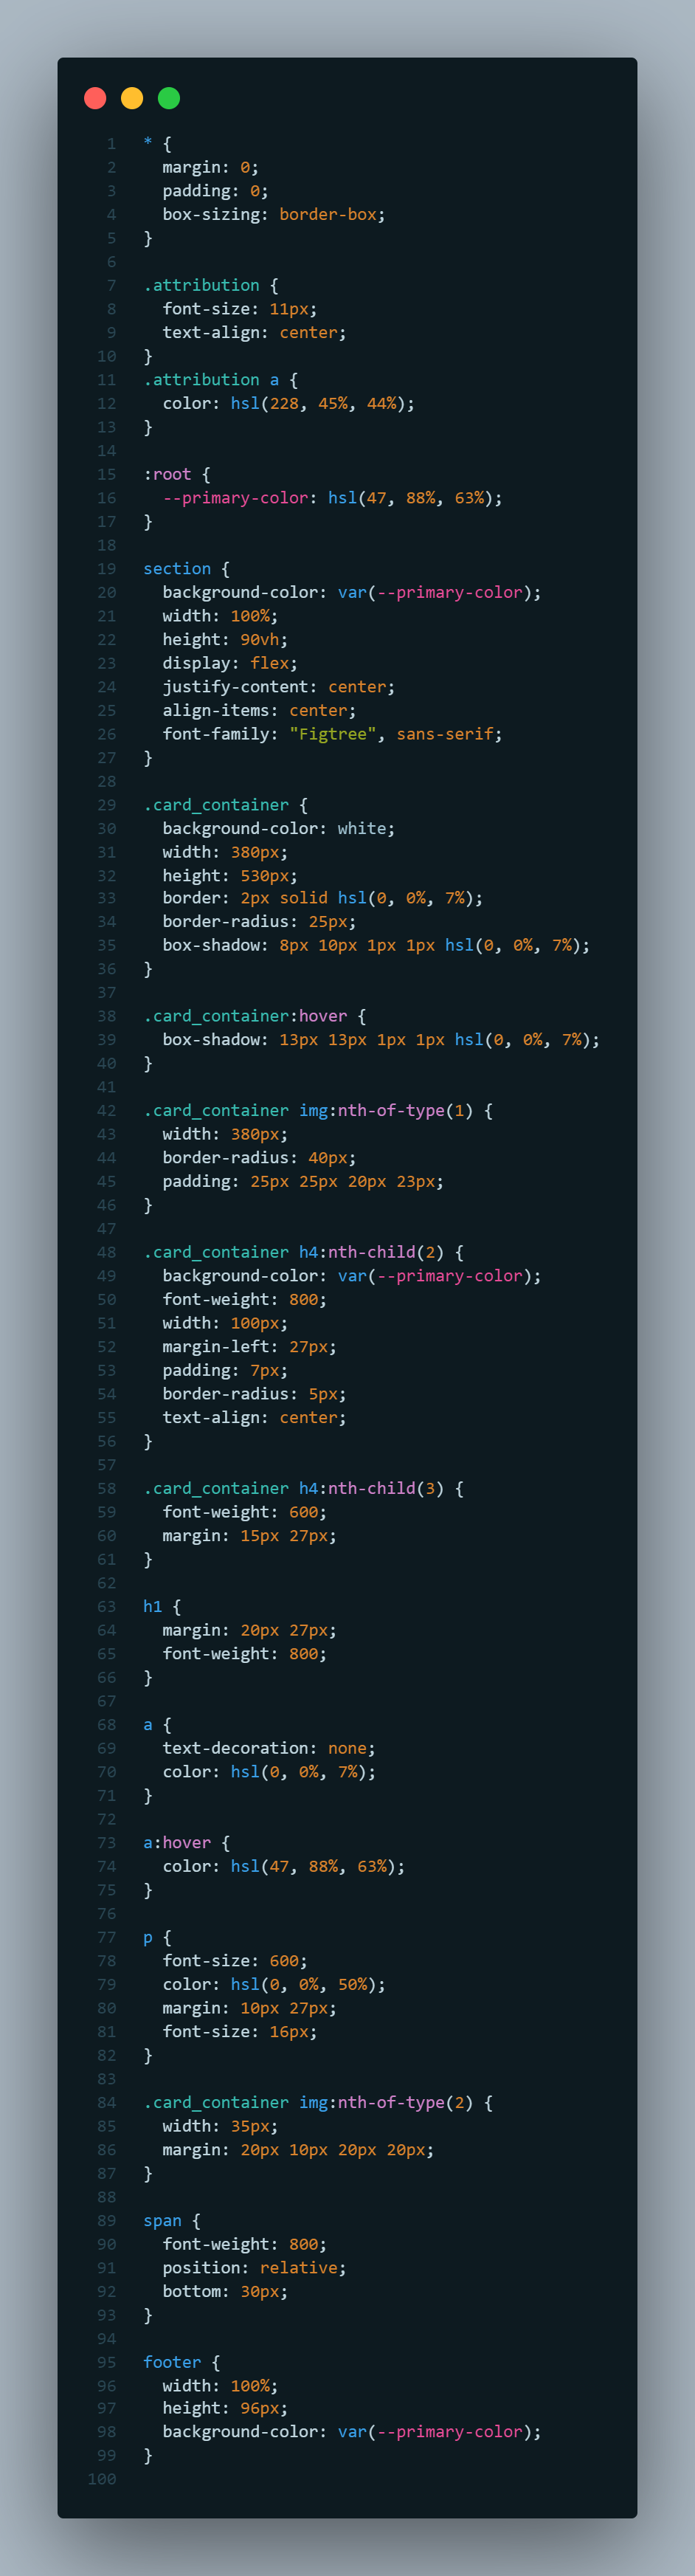 1 * {
2   margin: 0;
3   padding: 0;
4   box-sizing: border-box;
5 }
6
7 .attribution {
8   font-size: 11px;
9   text-align: center;
10 }
11 .attribution a {
12   color: hsl(228, 45%, 44%);
13 }
14
15 :root {
16   --primary-color: hsl(47, 88%, 63%);
17 }
18
19 section {
20   background-color: var(--primary-color);
21   width: 100%;
22   height: 90vh;
23   display: flex;
24   justify-content: center;
25   align-items: center;
26   font-family: "Figtree", sans-serif;
27 }
28
29 .card_container {
30   background-color: white;
31   width: 380px;
32   height: 530px;
33   border: 2px solid hsl(0, 0%, 7%);
34   border-radius: 25px;
35   box-shadow: 8px 10px 1px 1px hsl(0, 0%, 7%);
36 }
37
38 .card_container:hover {
39   box-shadow: 13px 13px 1px 1px hsl(0, 0%, 7%);
40 }
41
42 .card_container img:nth-of-type(1) {
43   width: 380px;
44   border-radius: 40px;
45   padding: 25px 25px 20px 23px;
46 }
47
48 .card_container h4:nth-child(2) {
49   background-color: var(--primary-color);
50   font-weight: 800;
51   width: 100px;
52   margin-left: 27px;
53   padding: 7px;
54   border-radius: 5px;
55   text-align: center;
56 }
57
58 .card_container h4:nth-child(3) {
59   font-weight: 600;
60   margin: 15px 27px;
61 }
62
63 h1 {
64   margin: 20px 27px;
65   font-weight: 800;
66 }
67
68 a {
69   text-decoration: none;
70   color: hsl(0, 0%, 7%);
71 }
72
73 a:hover {
74   color: hsl(47, 88%, 63%);
75 }
76
77 p {
78   font-size: 600;
79   color: hsl(0, 0%, 50%);
80   margin: 10px 27px;
81   font-size: 16px;
82 }
83
84 .card_container img:nth-of-type(2) {
85   width: 35px;
86   margin: 20px 10px 20px 20px;
87 }
88
89 span {
90   font-weight: 800;
91   position: relative;
92   bottom: 30px;
93 }
94
95 footer {
96   width: 100%;
97   height: 96px;
98   background-color: var(--primary-color);
99 }
100